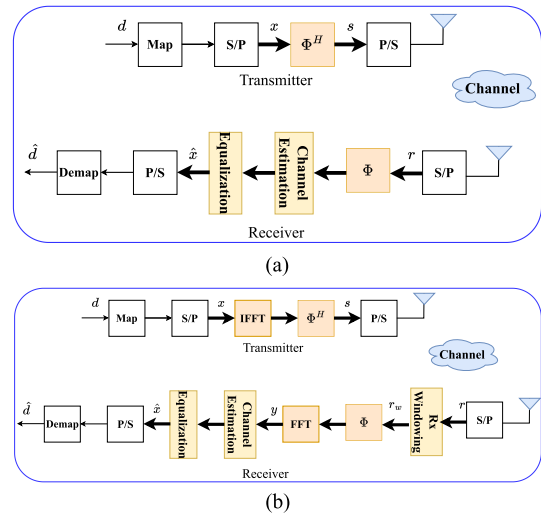 d
Map
S/P
x
Φ^H
s
P/S
Transmitter
Channel
d̂
Demap
P/S
x̂
Equalization
Channel
Estimation
Φ
r
S/P
Receiver
(a)
d
Map
S/P
x
IFFT
Φ^H
s
P/S
Transmitter
Channel
d̂
Demap
P/S
x̂
Equalization
Channel
Estimation
y
FFT
Φ
r_w
Rx
Windowing
r
S/P
Receiver
(b)